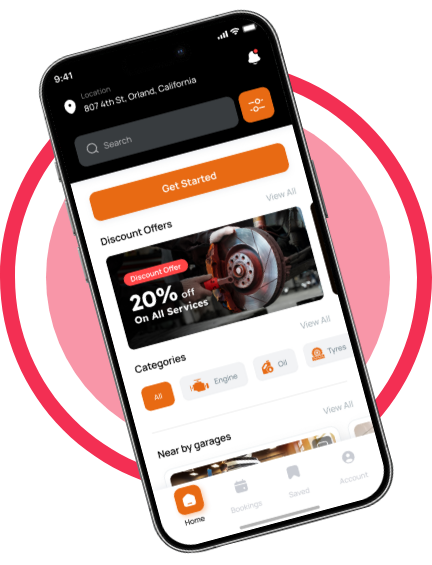 9:41
Location
807 4th St, Orland, California
Search
Get Started
Discount Offers
View All
Discount Offer
20% off
On All Services
Categories
View All
All
Engine
Oil
Tyres
Near by garages
View All
Home
Bookings
Saved
Account